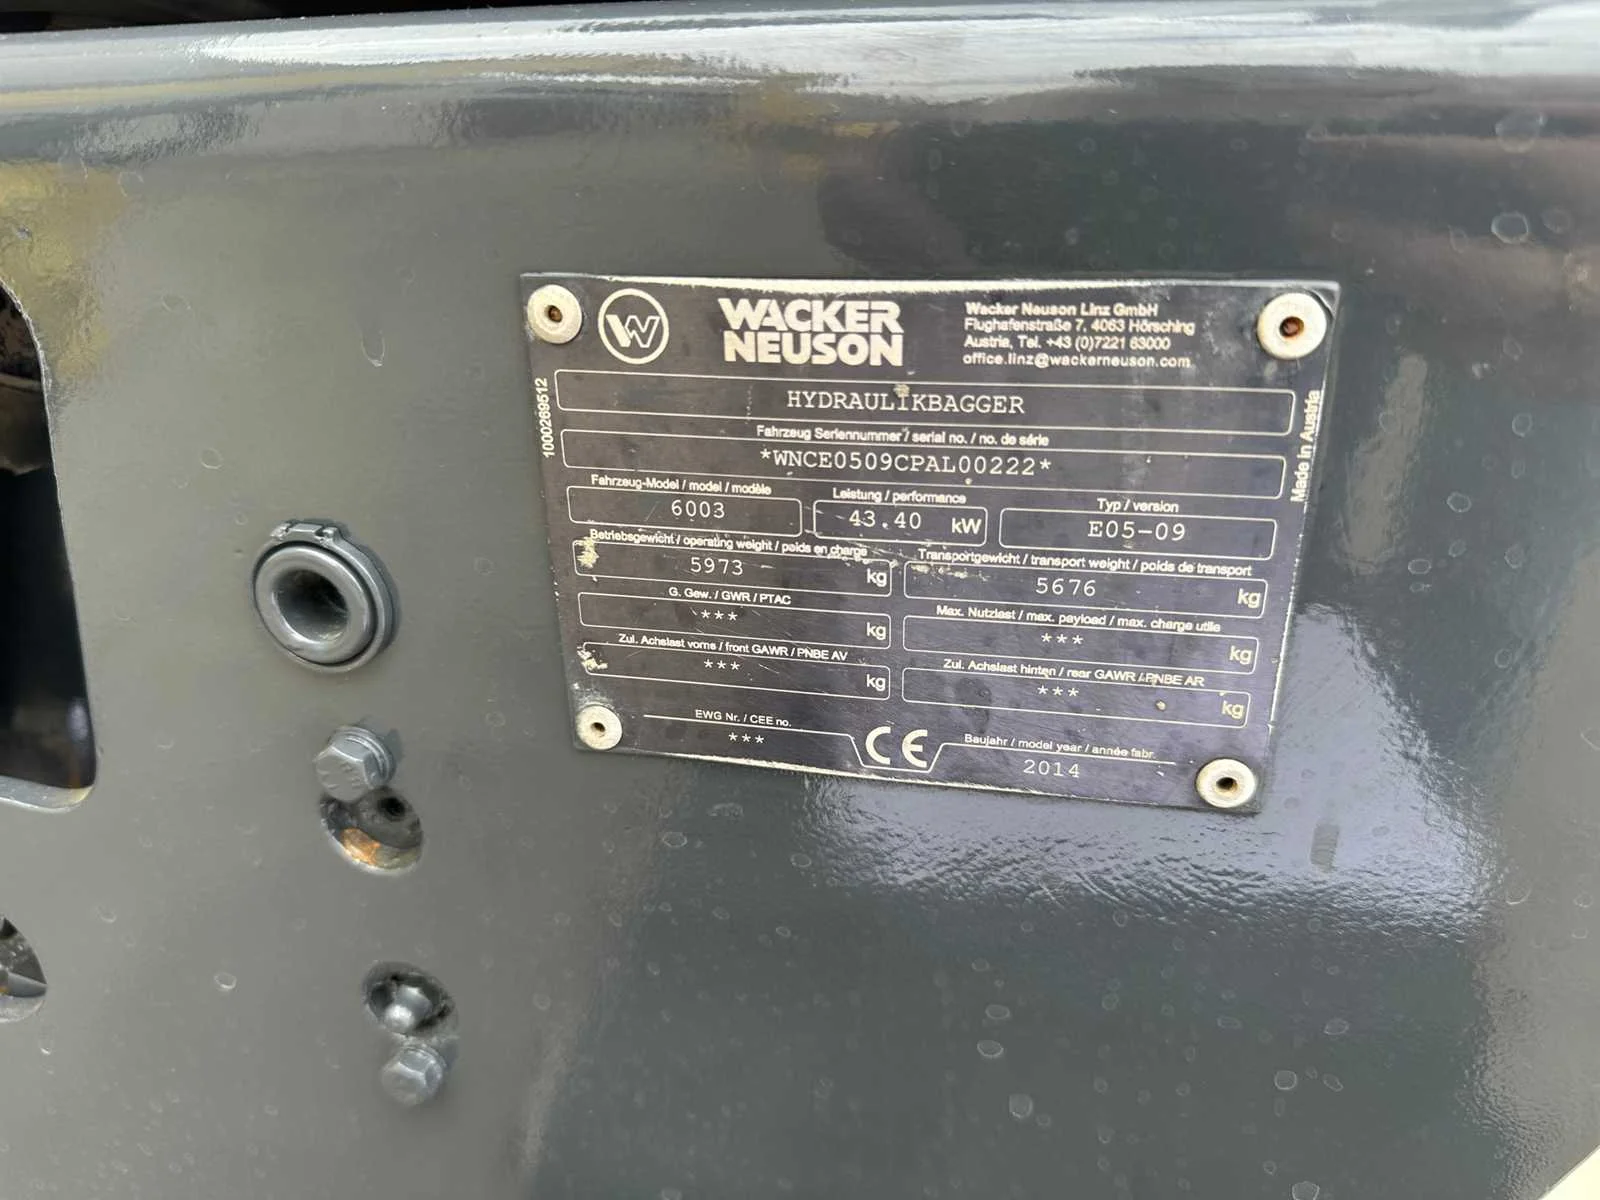 W
WACKER
NEUSON
Wacker Neuson Linz GmbH
Flughafenstraße 7, 4063 Hörsching
Austria, Tel. +43 (0)7221 63000
office.linz@wackerneuson.com
1000269512
Made in Austria
HYDRAULIKBAGGER
Fahrzeug Seriennummer / serial no. / no. de série
*WNCE0509CPAL00222*
Fahrzeug-Model / model / modèle
6003
Leistung / performance
43.40 kW
Typ / version
E05-09
Betriebsgewicht / operating weight / poids en charge
5973 kg
Transportgewicht / transport weight / poids de transport
5676 kg
G. Gew. / GWR / PTAC
*** kg
Max. Nutzlast / max. payload / max. charge utile
*** kg
Zul. Achslast vorne / front GAWR / PNBE AV
*** kg
Zul. Achslast hinten / rear GAWR / PNBE AR
*** kg
EWG Nr. / CEE no.
***
CE
Baujahr / model year / année fabr.
2014